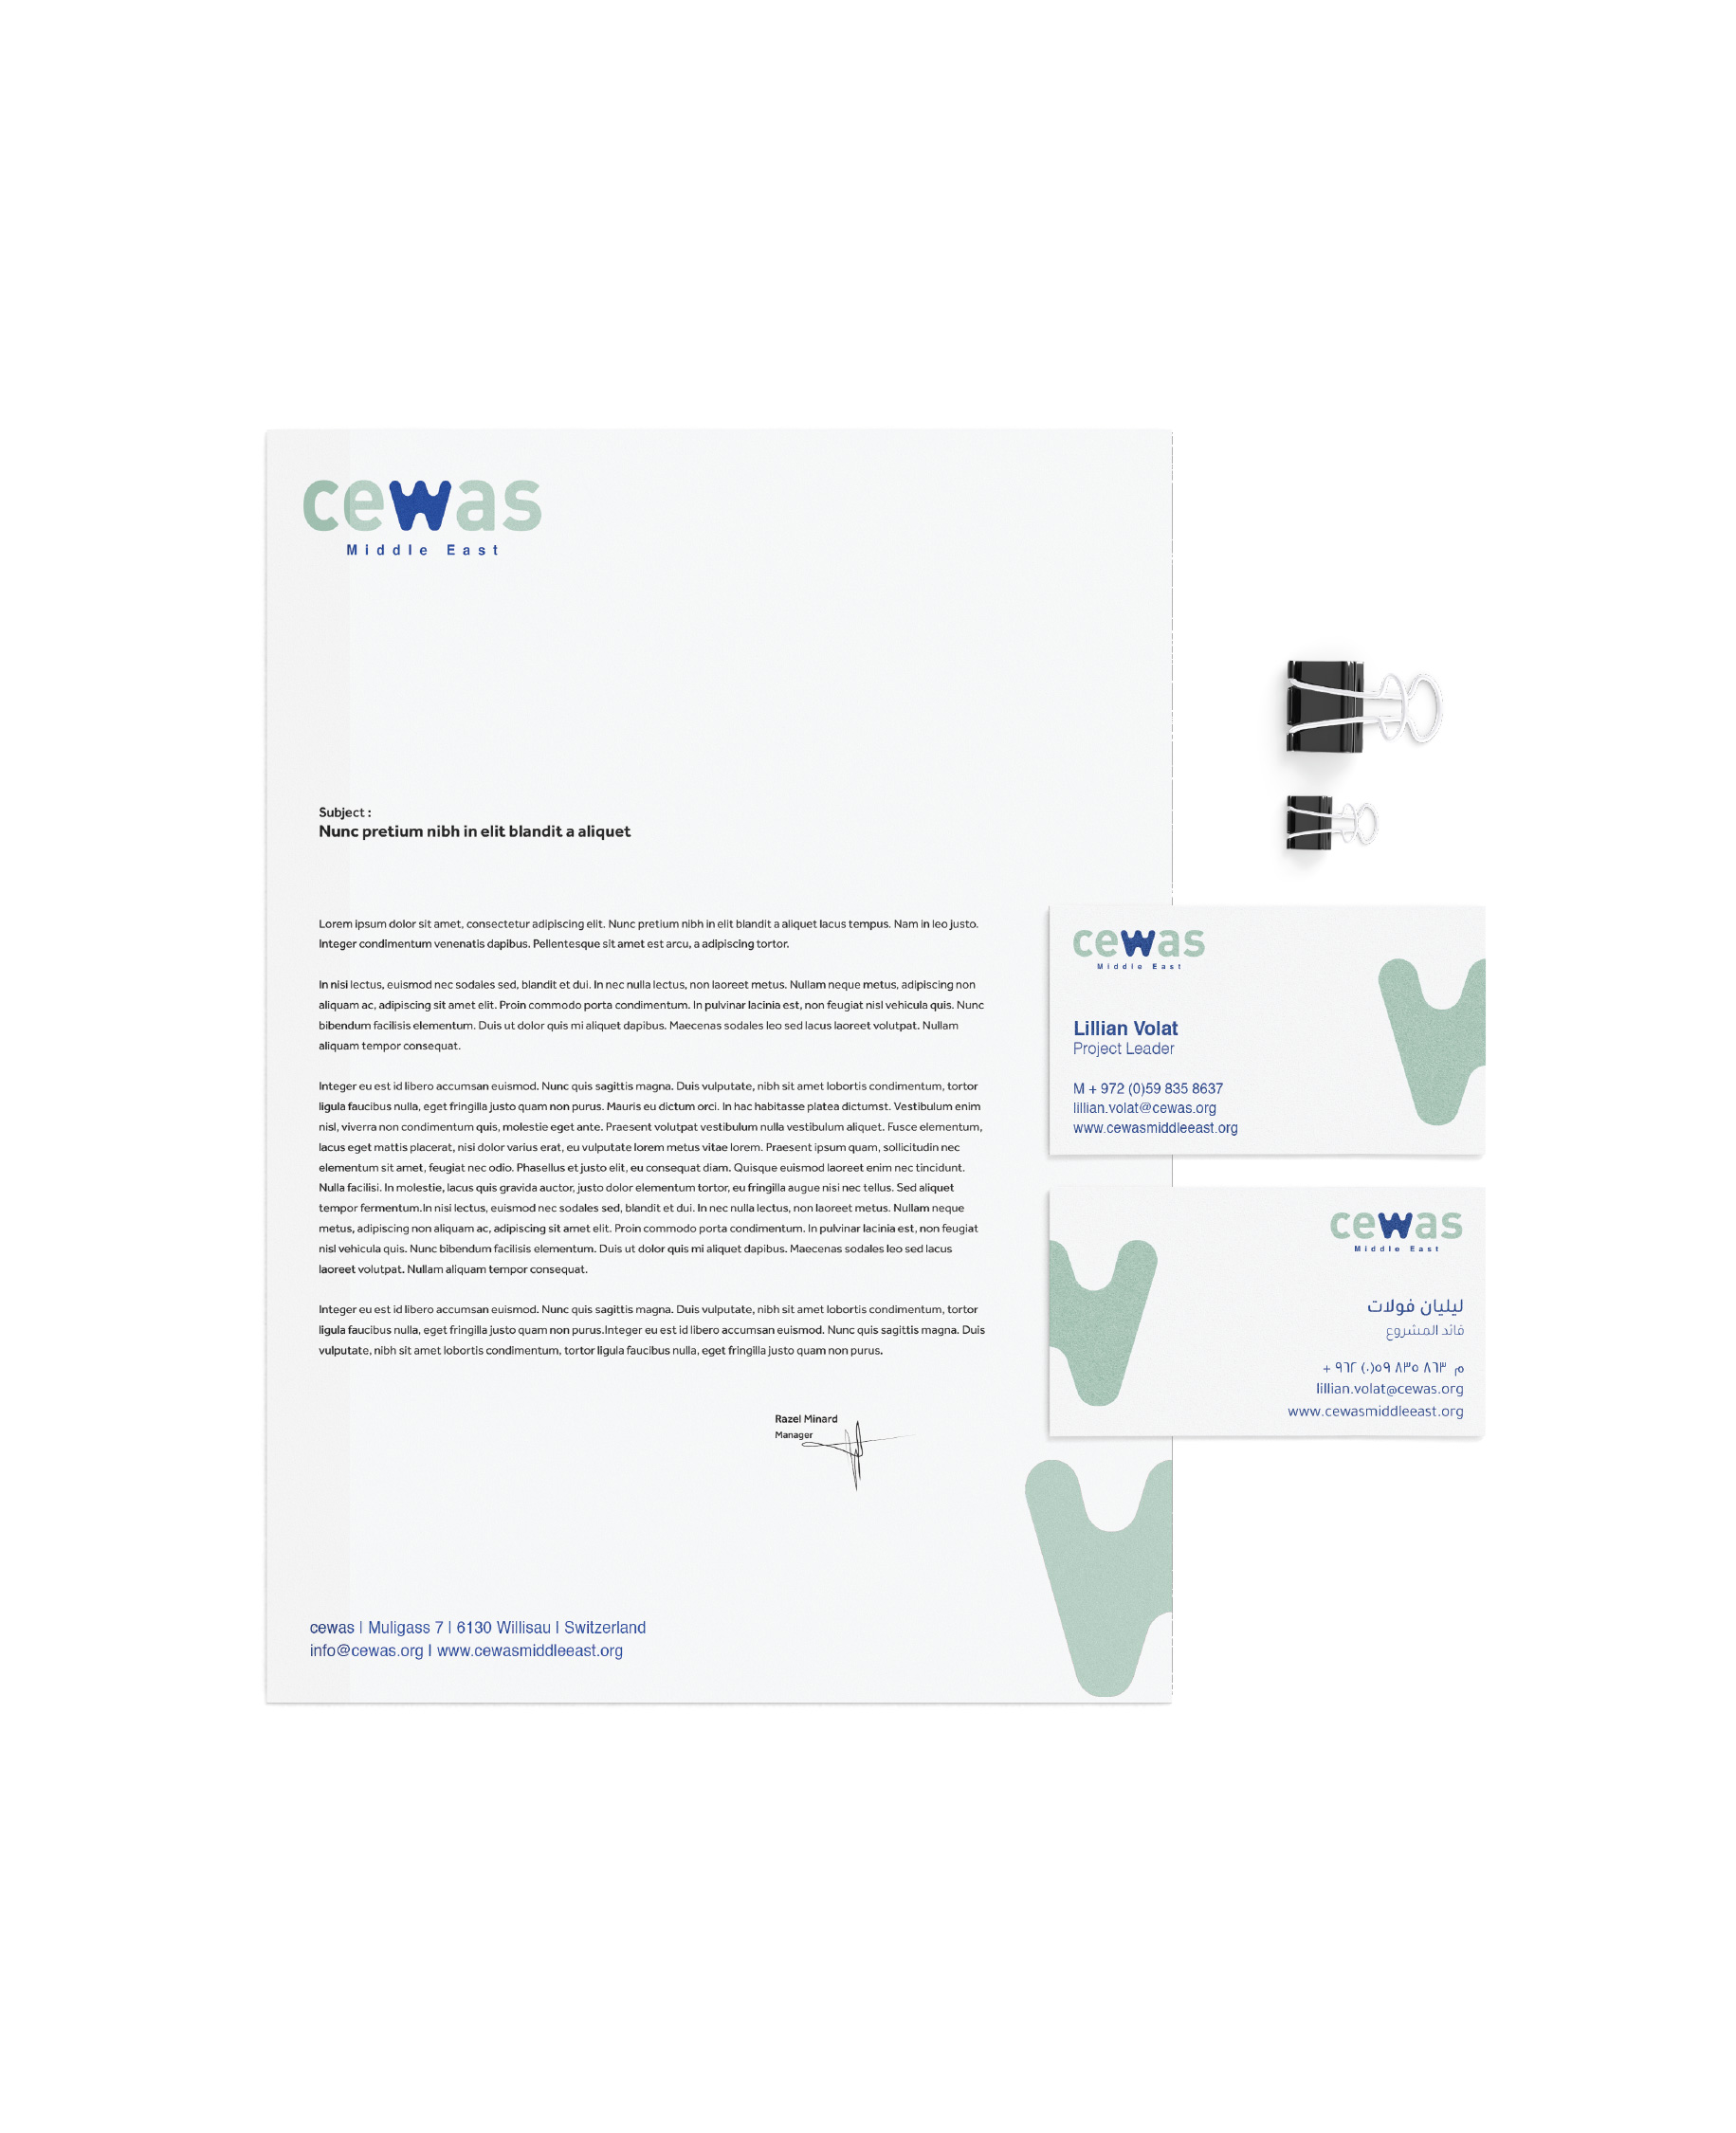 cewas
Middle East
Subject :
Nunc pretium nibh in elit blandit a aliquet
Lorem ipsum dolor sit amet, consectetur adipiscing elit. Nunc pretium nibh in elit blandit a aliquet lacus tempus. Nam in leo justo.
Integer condimentum venenatis dapibus. Pellentesque sit amet est arcu, a adipiscing tortor.
In nisi lectus, euismod nec sodales sed, blandit et dui. In nec nulla lectus, non laoreet metus. Nullam neque metus, adipiscing non
aliquam ac, adipiscing sit amet elit. Proin commodo porta condimentum. In pulvinar lacinia est, non feugiat nisl vehicula quis. Nunc
bibendum facilisis elementum. Duis ut dolor quis mi aliquet dapibus. Maecenas sodales leo sed lacus laoreet volutpat. Nullam
aliquam tempor consequat.
Integer eu est id libero accumsan euismod. Nunc quis sagittis magna. Duis vulputate, nibh sit amet lobortis condimentum, tortor
ligula faucibus nulla, eget fringilla justo quam non purus. Mauris eu dictum orci. In hac habitasse platea dictumst. Vestibulum enim
nisl, viverra non condimentum quis, molestie eget ante. Praesent volutpat vestibulum nulla vestibulum aliquet. Fusce elementum,
lacus eget mattis placerat, nisi dolor varius erat, eu vulputate lorem metus vitae lorem. Praesent ipsum quam, sollicitudin nec
elementum sit amet, feugiat nec odio. Phasellus et justo elit, eu consequat diam. Quisque euismod laoreet enim nec tincidunt.
Nulla facilisi. In molestie, lacus quis gravida auctor, justo dolor elementum tortor, eu fringilla augue nisi nec tellus. Sed aliquet
tempor fermentum.In nisi lectus, euismod nec sodales sed, blandit et dui. In nec nulla lectus, non laoreet metus. Nullam neque
metus, adipiscing non aliquam ac, adipiscing sit amet elit. Proin commodo porta condimentum. In pulvinar lacinia est, non feugiat
nisl vehicula quis. Nunc bibendum facilisis elementum. Duis ut dolor quis mi aliquet dapibus. Maecenas sodales leo sed lacus
laoreet volutpat. Nullam aliquam tempor consequat.
Integer eu est id libero accumsan euismod. Nunc quis sagittis magna. Duis vulputate, nibh sit amet lobortis condimentum, tortor
ligula faucibus nulla, eget fringilla justo quam non purus.Integer eu est id libero accumsan euismod. Nunc quis sagittis magna. Duis
vulputate, nibh sit amet lobortis condimentum, tortor ligula faucibus nulla, eget fringilla justo quam non purus.
Razel Minard
Manager
cewas | Muligass 7 | 6130 Willisau | Switzerland
info@cewas.org | www.cewasmiddleeast.org
cewas
Middle East
Lillian Volat
Project Leader
M + 972 (0)59 835 8637
lillian.volat@cewas.org
www.cewasmiddleeast.org
cewas
Middle East
ليليان فولات
قائد المشروع
م ٨٦٣ ٨٣٥ ٥٩(٠) ٩٦٢ +
lillian.volat@cewas.org
www.cewasmiddleeast.org